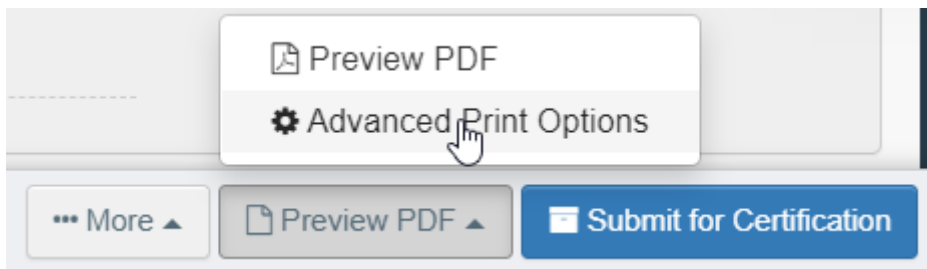 Preview PDF
Advanced Print Options
More Preview PDF Submit for Certification